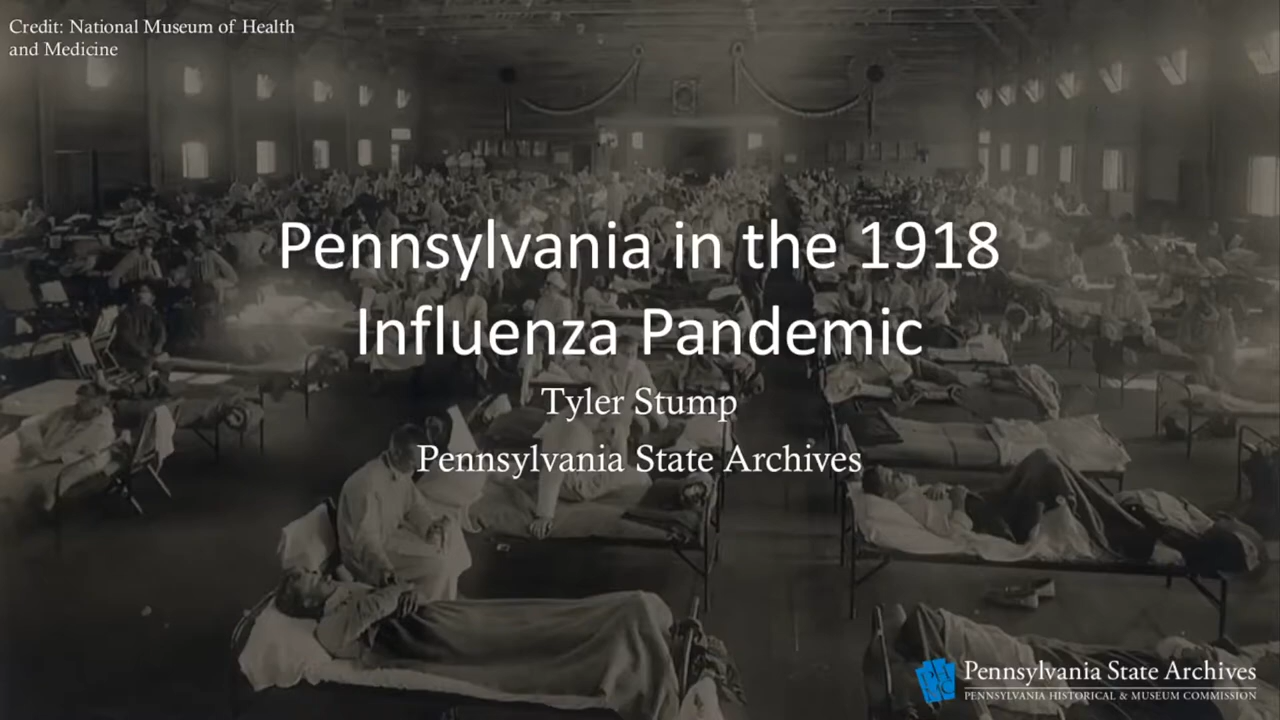 Credit: National Museum of Health
and Medicine
Pennsylvania in the 1918
Influenza Pandemic
Tyler Stump
Pennsylvania State Archives
Pennsylvania State Archives
PENNSYLVANIA HISTORICAL & MUSEUM COMMISSION